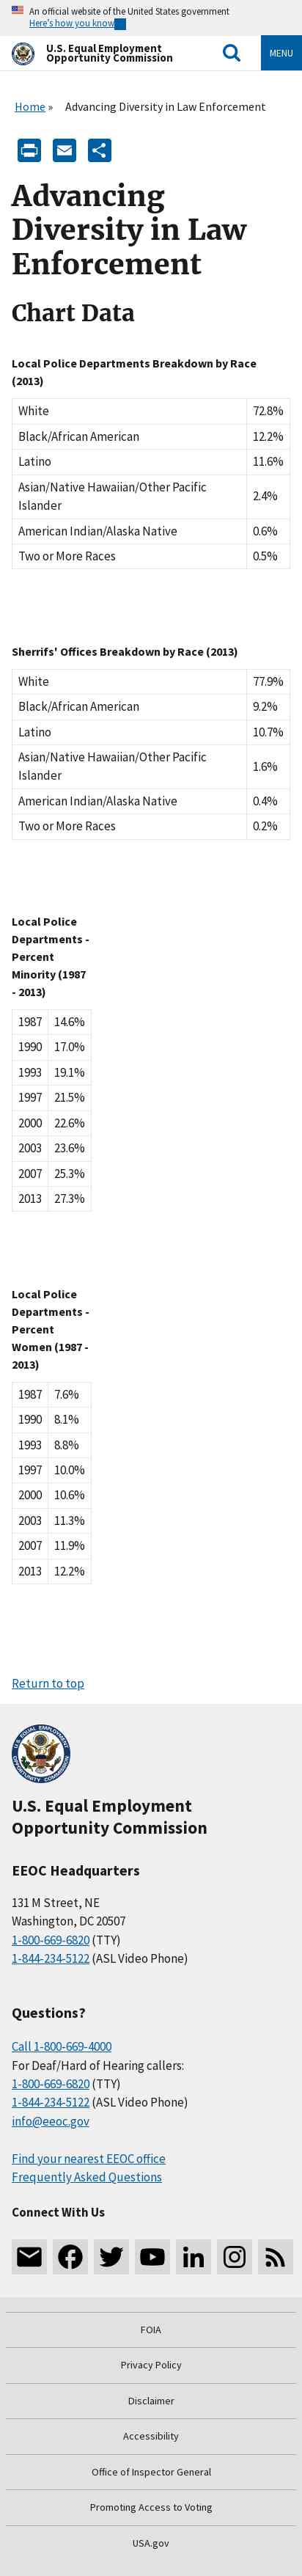 An official website of the United States government
Here's how you know
U.S. Equal Employment
Opportunity Commission
MENU
Home » Advancing Diversity in Law Enforcement
Advancing
Diversity in Law
Enforcement
Chart Data
Local Police Departments Breakdown by Race
(2013)
White 72.8%
Black/African American 12.2%
Latino 11.6%
Asian/Native Hawaiian/Other Pacific
Islander 2.4%
American Indian/Alaska Native 0.6%
Two or More Races 0.5%
Sherrifs' Offices Breakdown by Race (2013)
White 77.9%
Black/African American 9.2%
Latino 10.7%
Asian/Native Hawaiian/Other Pacific
Islander 1.6%
American Indian/Alaska Native 0.4%
Two or More Races 0.2%
Local Police
Departments -
Percent
Minority (1987
- 2013)
1987 14.6%
1990 17.0%
1993 19.1%
1997 21.5%
2000 22.6%
2003 23.6%
2007 25.3%
2013 27.3%
Local Police
Departments -
Percent
Women (1987 -
2013)
1987 7.6%
1990 8.1%
1993 8.8%
1997 10.0%
2000 10.6%
2003 11.3%
2007 11.9%
2013 12.2%
Return to top
U.S. Equal Employment
Opportunity Commission
EEOC Headquarters
131 M Street, NE
Washington, DC 20507
1-800-669-6820 (TTY)
1-844-234-5122 (ASL Video Phone)
Questions?
Call 1-800-669-4000
For Deaf/Hard of Hearing callers:
1-800-669-6820 (TTY)
1-844-234-5122 (ASL Video Phone)
info@eeoc.gov
Find your nearest EEOC office
Frequently Asked Questions
Connect With Us
FOIA
Privacy Policy
Disclaimer
Accessibility
Office of Inspector General
Promoting Access to Voting
USA.gov